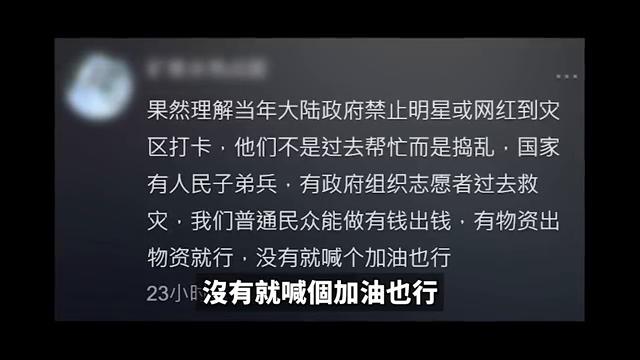 果然理解当年大陆政府禁止明星或网红到灾
区打卡，他们不是过去帮忙而是捣乱，国家
有人民子弟兵，有政府组织志愿者过去救
灾，我们普通民众能做有钱出钱，有物资出
物资就行，没有就喊个加油也行
23小时
沒有就喊個加油也行